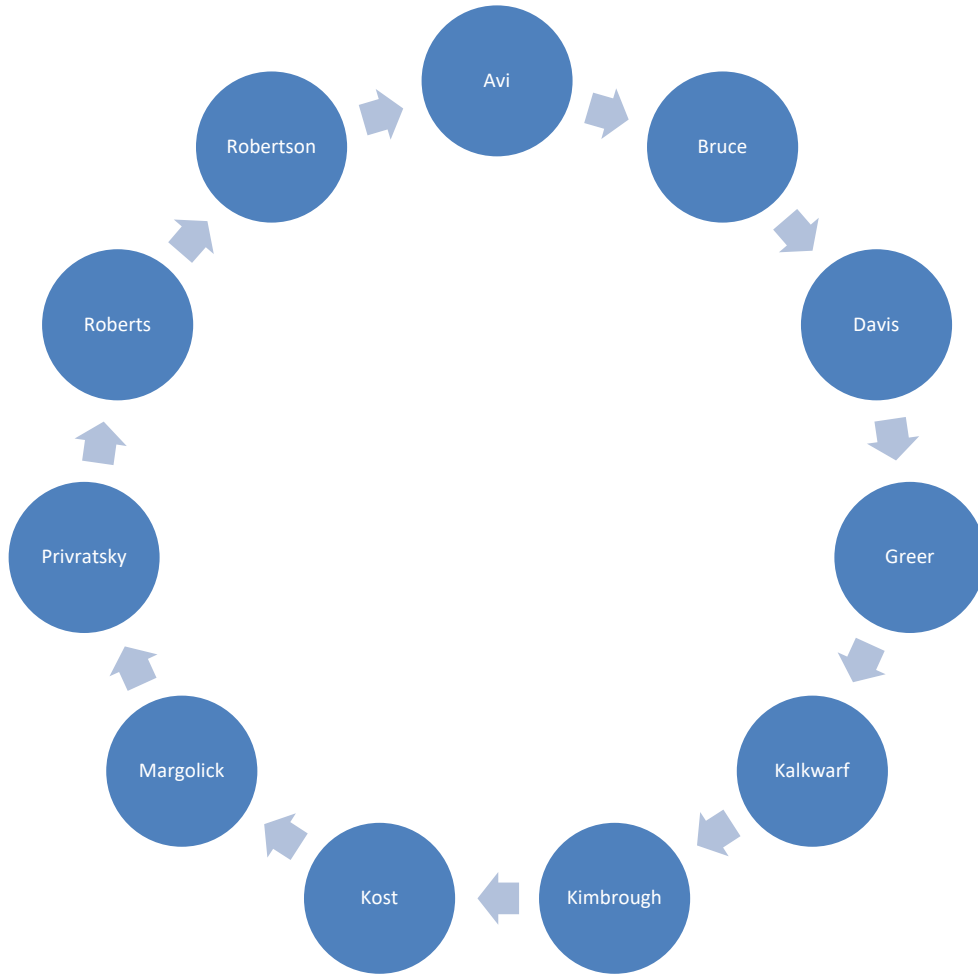 Avi
Bruce
Davis
Greer
Kalkwarf
Kimbrough
Kost
Margolick
Privratsky
Roberts
Robertson